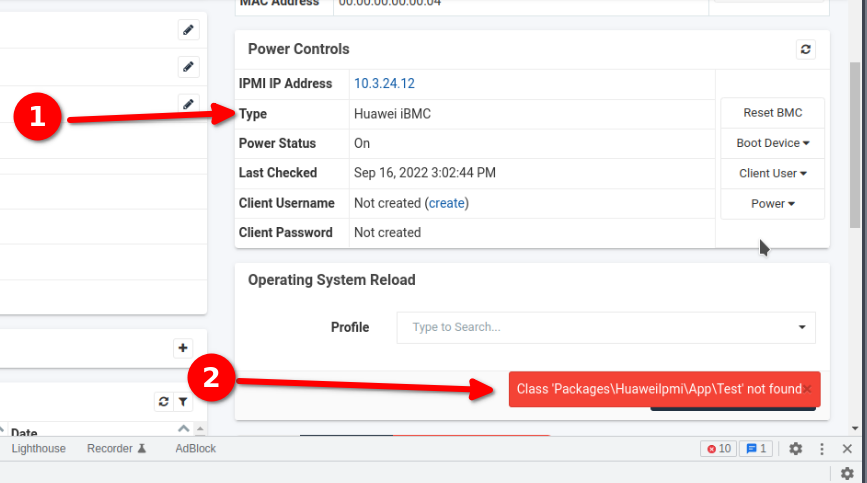 MAC Address 00:00:00:00:00:04
Power Controls
IPMI IP Address 10.3.24.12
1
Type Huawei iBMC
Reset BMC
Power Status On
Boot Device
Last Checked Sep 16, 2022 3:02:44 PM
Client User
Client Username Not created (create)
Power
Client Password Not created
Operating System Reload
Profile Type to Search...
2
Class 'Packages\HuaweiIpmi\App\Test' not found ×
Date
Lighthouse Recorder AdBlock 10 1